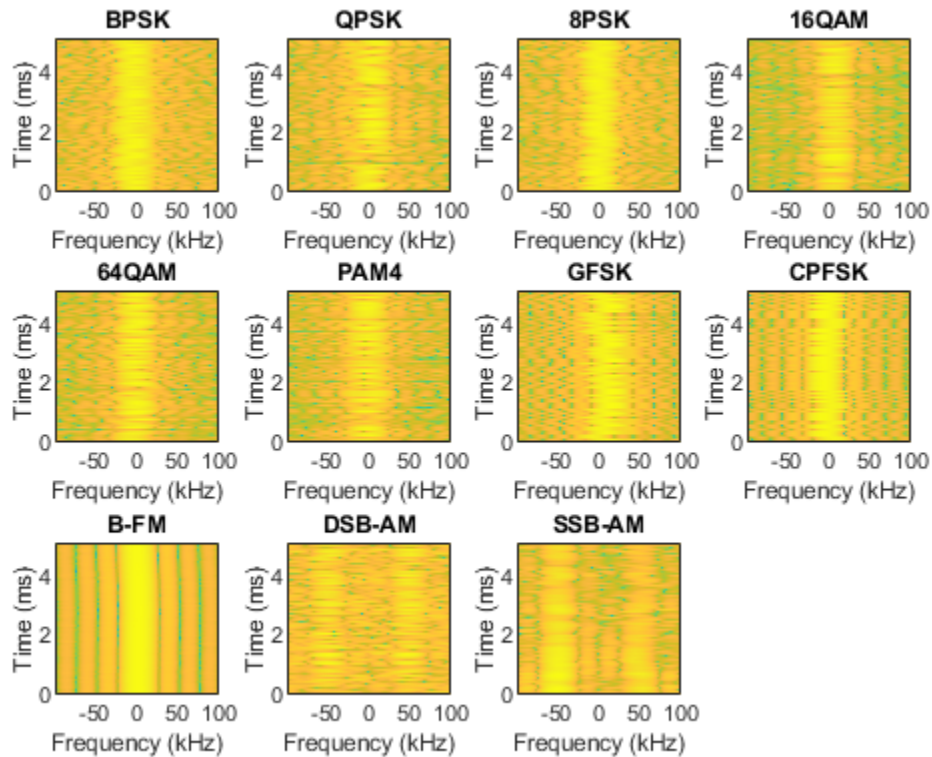 BPSK QPSK 8PSK 16QAM
Time (ms) Time (ms) Time (ms) Time (ms)
4 4 4 4
2 2 2 2
0 0 0 0
-50 0 50 100 -50 0 50 100 -50 0 50 100 -50 0 50 100
Frequency (kHz) Frequency (kHz) Frequency (kHz) Frequency (kHz)
64QAM PAM4 GFSK CPFSK
Time (ms) Time (ms) Time (ms) Time (ms)
4 4 4 4
2 2 2 2
0 0 0 0
-50 0 50 100 -50 0 50 100 -50 0 50 100 -50 0 50 100
Frequency (kHz) Frequency (kHz) Frequency (kHz) Frequency (kHz)
B-FM DSB-AM SSB-AM
Time (ms) Time (ms) Time (ms)
4 4 4
2 2 2
0 0 0
-50 0 50 100 -50 0 50 100 -50 0 50 100
Frequency (kHz) Frequency (kHz) Frequency (kHz)